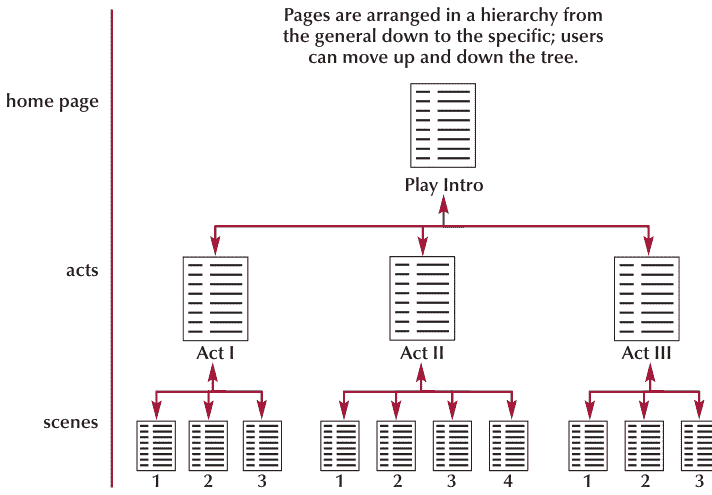 Pages are arranged in a hierarchy from
the general down to the specific; users
can move up and down the tree.
home page
Play Intro
acts
Act I Act II Act III
scenes
1 2 3 1 2 3 4 1 2 3